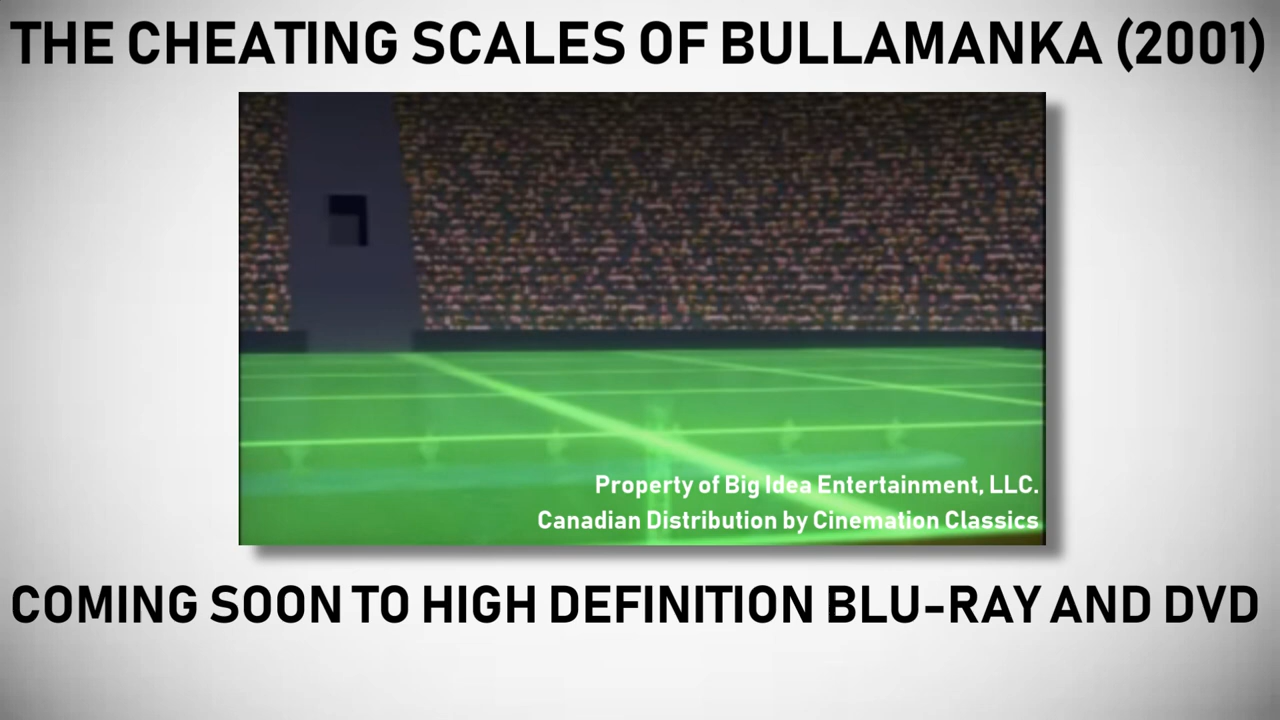 THE CHEATING SCALES OF BULLAMANKA (2001)
Property of Big Idea Entertainment, LLC.
Canadian Distribution by Cinemation Classics
COMING SOON TO HIGH DEFINITION BLU-RAY AND DVD